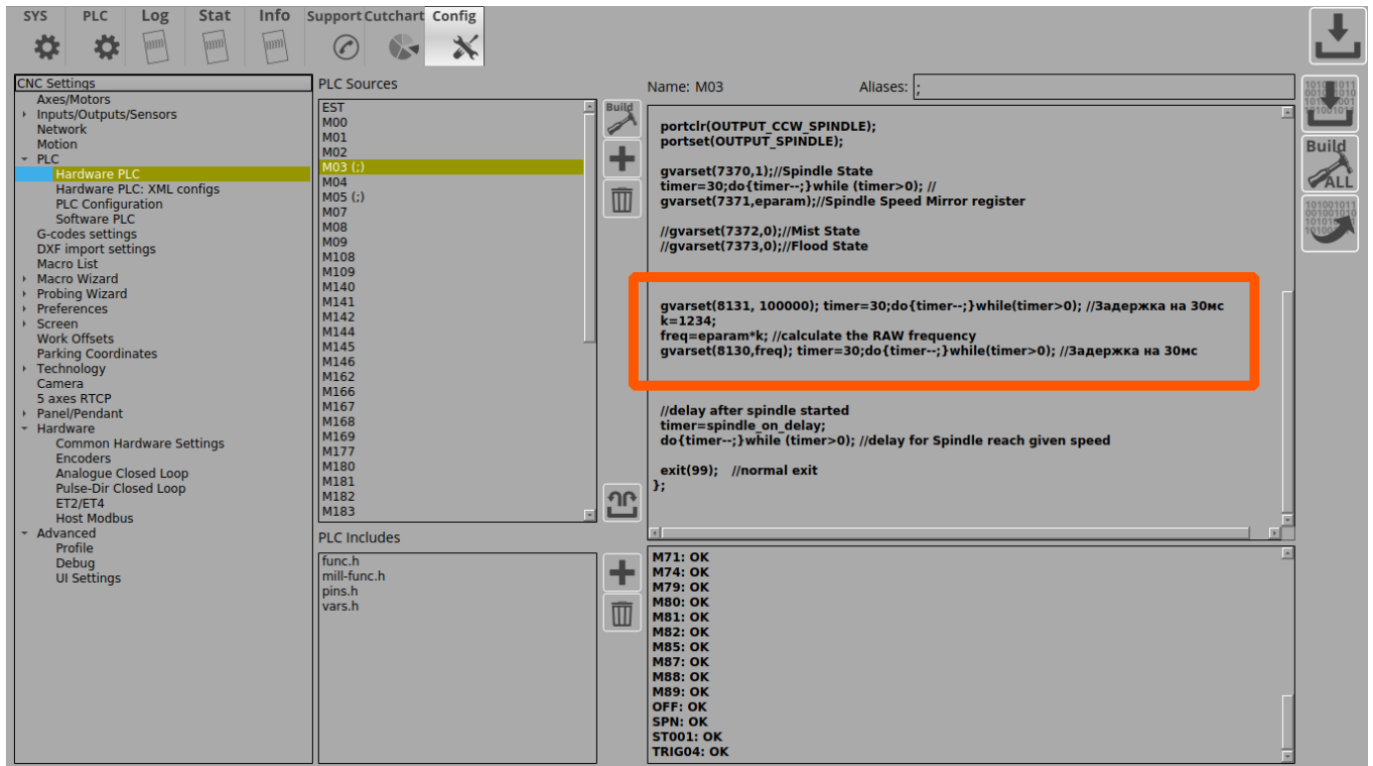 SYS PLC Log Stat Info Support Cutchart Config
CNC Settings
Axes/Motors
Inputs/Outputs/Sensors
Network
Motion
PLC
Hardware PLC
Hardware PLC: XML configs
PLC Configuration
Software PLC
G-codes settings
DXF import settings
Macro List
Macro Wizard
Probing Wizard
Preferences
Screen
Work Offsets
Parking Coordinates
Technology
Camera
5 axes RTCP
Panel/Pendant
Hardware
Common Hardware Settings
Encoders
Analogue Closed Loop
Pulse-Dir Closed Loop
ET2/ET4
Host Modbus
Advanced
Profile
Debug
UI Settings
PLC Sources
EST
M00
M01
M02
M03 (;)
M04
M05 (;)
M07
M08
M09
M108
M109
M140
M141
M142
M144
M145
M146
M162
M166
M167
M168
M169
M177
M180
M181
M182
M183
PLC Includes
func.h
mill-func.h
pins.h
vars.h
Build
Name: M03 Aliases: ;
portclr(OUTPUT_CCW_SPINDLE);
portset(OUTPUT_SPINDLE);
gvarset(7370,1);//Spindle State
timer=30;do{timer--;}while (timer>0); //
gvarset(7371,eparam);//Spindle Speed Mirror register
//gvarset(7372,0);//Mist State
//gvarset(7373,0);//Flood State
gvarset(8131, 100000); timer=30;do{timer--;}while(timer>0); //Задержка на 30мс
k=1234;
freq=eparam*k; //calculate the RAW frequency
gvarset(8130,freq); timer=30;do{timer--;}while(timer>0); //Задержка на 30мс
//delay after spindle started
timer=spindle_on_delay;
do{timer--;}while (timer>0); //delay for Spindle reach given speed
exit(99); //normal exit
};
M71: OK
M74: OK
M79: OK
M80: OK
M81: OK
M82: OK
M85: OK
M87: OK
M88: OK
M89: OK
OFF: OK
SPN: OK
ST001: OK
TRIG04: OK
Build
ALL